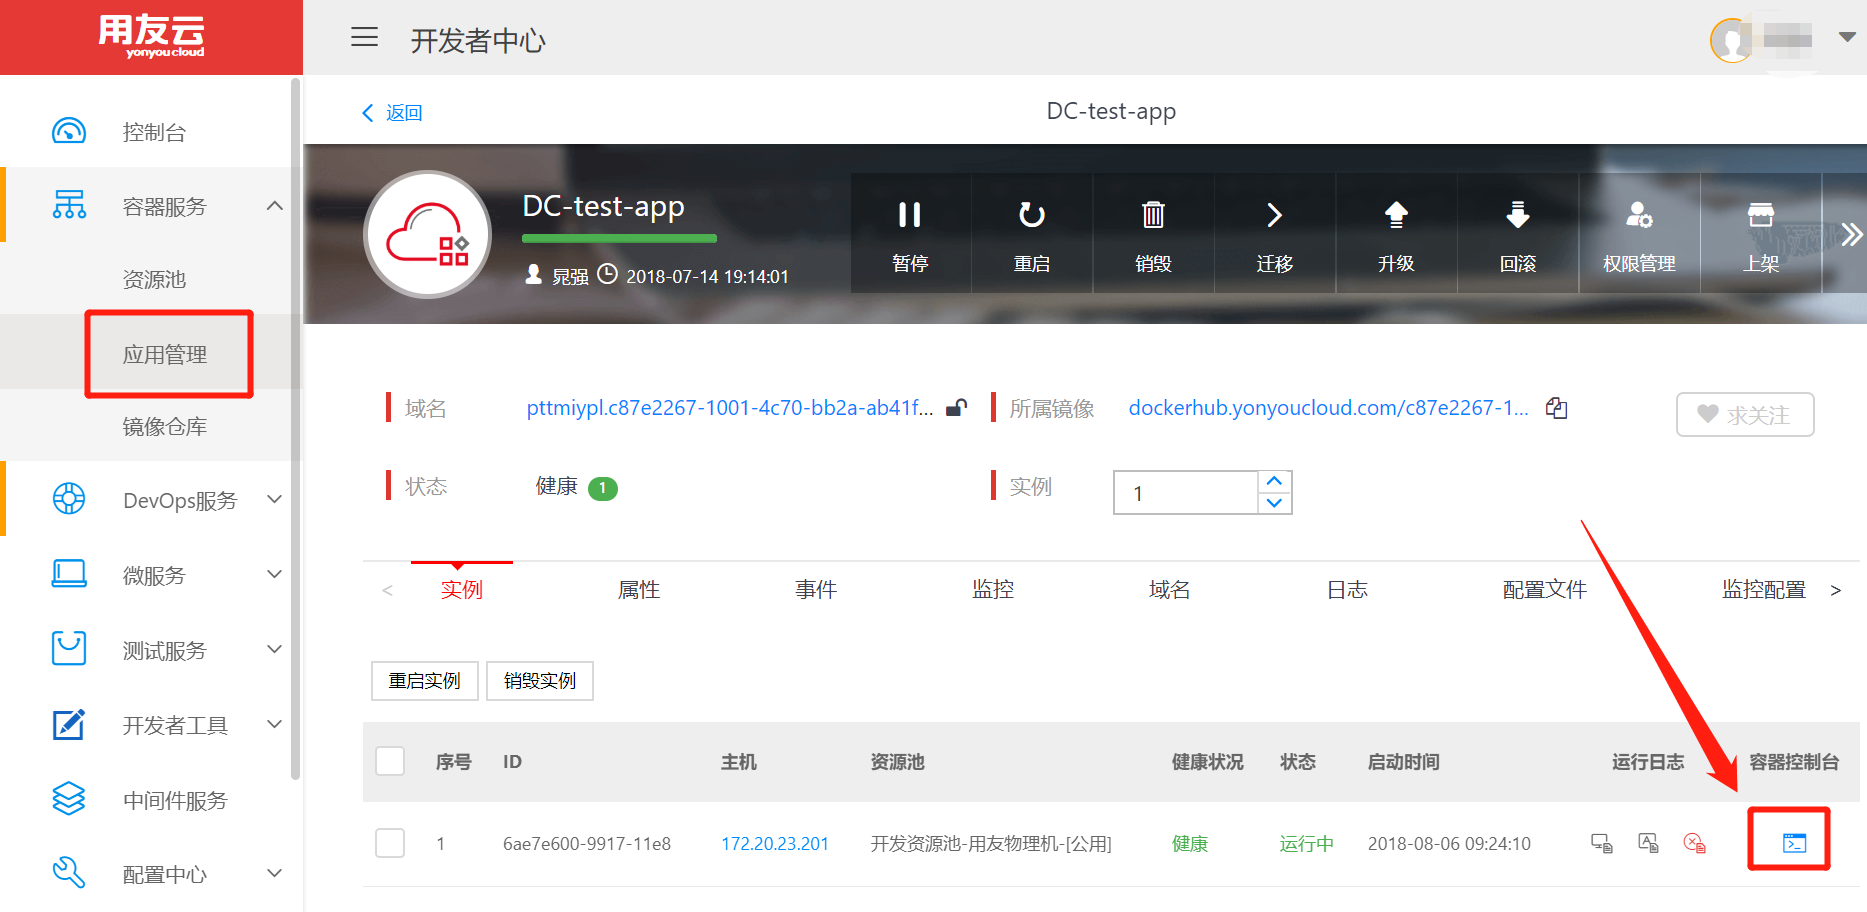 用友云
yonyou cloud
开发者中心
返回
DC-test-app
控制台
容器服务
资源池
应用管理
镜像仓库
DevOps服务
微服务
测试服务
开发者工具
中间件服务
配置中心
DC-test-app
晁强 2018-07-14 19:14:01
暂停
重启
销毁
迁移
升级
回滚
权限管理
上架
域名 pttmiypl.c87e2267-1001-4c70-bb2a-ab41f...
所属镜像 dockerhub.yonyoucloud.com/c87e2267-1...
求关注
状态 健康 1
实例 1
< 实例 属性 事件 监控 域名 日志 配置文件 监控配置 >
重启实例 销毁实例
序号 ID 主机 资源池 健康状况 状态 启动时间 运行日志 容器控制台
1 6ae7e600-9917-11e8 172.20.23.201 开发资源池-用友物理机-[公用] 健康 运行中 2018-08-06 09:24:10